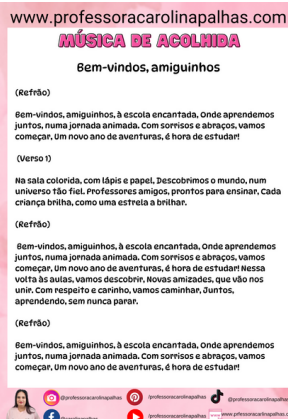 www.professoracarolinapalhas.com
MÚSICA DE ACOLHIDA
Bem-vindos, amiguinhos
(Refrão)
Bem-vindos, amiguinhos, à escola encantada, Onde aprendemos
juntos, numa jornada animada. Com sorrisos e abraços, vamos
começar, Um novo ano de aventuras, é hora de estudar!
(Verso 1)
Na sala colorida, com lápis e papel, Descobrimos o mundo, num
universo tão fiel. Professores amigos, prontos para ensinar, Cada
criança brilha, como uma estrela a brilhar.
(Refrão)
Bem-vindos, amiguinhos, à escola encantada, Onde aprendemos
juntos, numa jornada animada. Com sorrisos e abraços, vamos
começar, Um novo ano de aventuras, é hora de estudar! Nessa
volta às aulas, vamos descobrir, Novas amizades, que vão nos
unir. Com respeito e carinho, vamos caminhar, Juntos,
aprendendo, sem nunca parar.
(Refrão)
Bem-vindos, amiguinhos, à escola encantada, Onde aprendemos
juntos, numa jornada animada. Com sorrisos e abraços, vamos
começar, Um novo ano de aventuras, é hora de estudar!
@professoracarolinapalhas /professoracarolinapalhas @professoracarolinapalhas